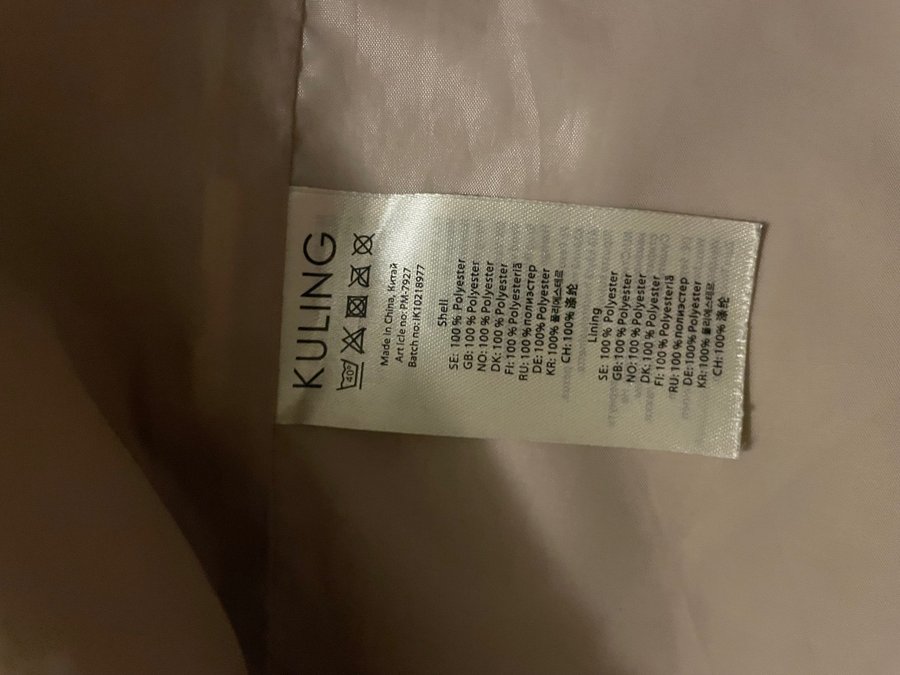 KULING
40°
Made in China, Китай
Article no: PM-7927
Batch no: IK10218977
Shell
SE: 100 % Polyester
GB: 100 % Polyester
NO: 100 % Polyester
DK: 100 % Polyester
FI: 100 % Polyesteriä
RU: 100 % полиэстер
DE: 100% Polyester
KR: 100% 폴리에스테르
CH: 100% 涤纶
Lining
SE: 100 % Polyester
GB: 100 % Polyester
NO: 100 % Polyester
DK: 100 % Polyester
FI: 100 % Polyesteriä
RU: 100 % полиэстер
DE: 100% Polyester
KR: 100% 폴리에스테르
CH: 100% 涤纶